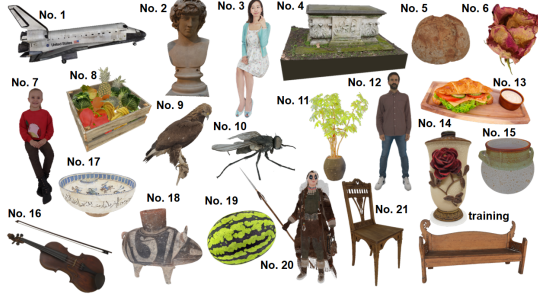 No. 1
No. 2
No. 3
No. 4
No. 5
No. 6
No. 7
No. 8
No. 9
No. 10
No. 11
No. 12
No. 13
No. 14
No. 15
No. 16
No. 17
No. 18
No. 19
No. 20
No. 21
training
United States